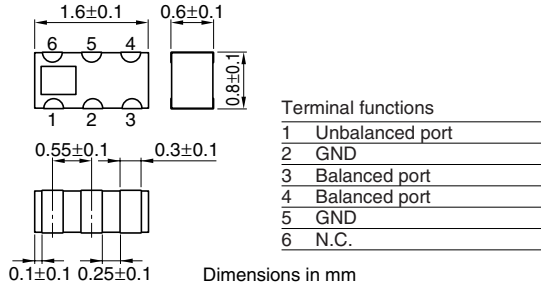 1.6±0.1 0.6±0.1
6 5 4
0.8±0.1
1 2 3
0.55±0.1 0.3±0.1
0.1±0.1 0.25±0.1
Dimensions in mm
Terminal functions
1 Unbalanced port
2 GND
3 Balanced port
4 Balanced port
5 GND
6 N.C.